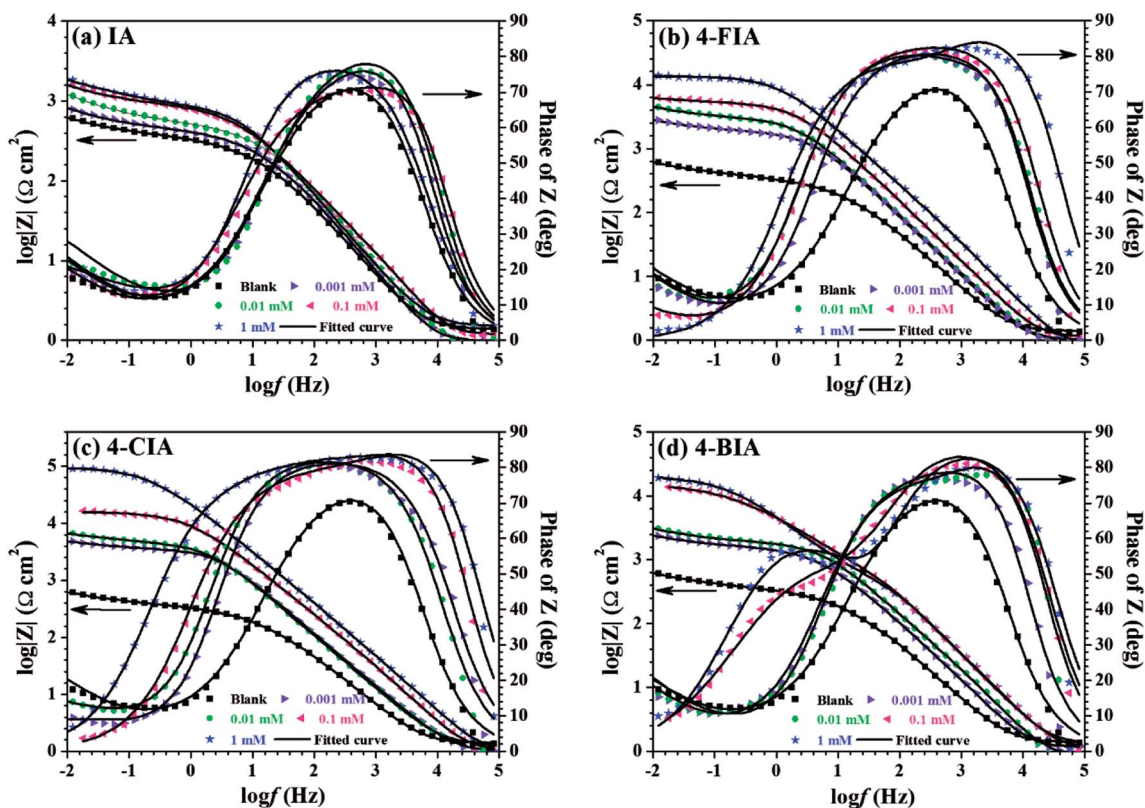 (a) IA
log|Z| (Ω cm²)
4
3
2
1
0
90
80
70
60
50
40
30
20
10
0
Phase of Z (deg)
Blank 0.001 mM
0.01 mM 0.1 mM
1 mM Fitted curve
-2 -1 0 1 2 3 4 5
logf (Hz)
(b) 4-FIA
log|Z| (Ω cm²)
5
4
3
2
1
0
90
80
70
60
50
40
30
20
10
0
Phase of Z (deg)
Blank 0.001 mM
0.01 mM 0.1 mM
1 mM Fitted curve
-2 -1 0 1 2 3 4 5
logf (Hz)
(c) 4-CIA
log|Z| (Ω cm²)
5
4
3
2
1
0
90
80
70
60
50
40
30
20
10
0
Phase of Z (deg)
Blank 0.001 mM
0.01 mM 0.1 mM
1 mM Fitted curve
-2 -1 0 1 2 3 4 5
logf (Hz)
(d) 4-BIA
log|Z| (Ω cm²)
5
4
3
2
1
0
90
80
70
60
50
40
30
20
10
0
Phase of Z (deg)
Blank 0.001 mM
0.01 mM 0.1 mM
1 mM Fitted curve
-2 -1 0 1 2 3 4 5
logf (Hz)